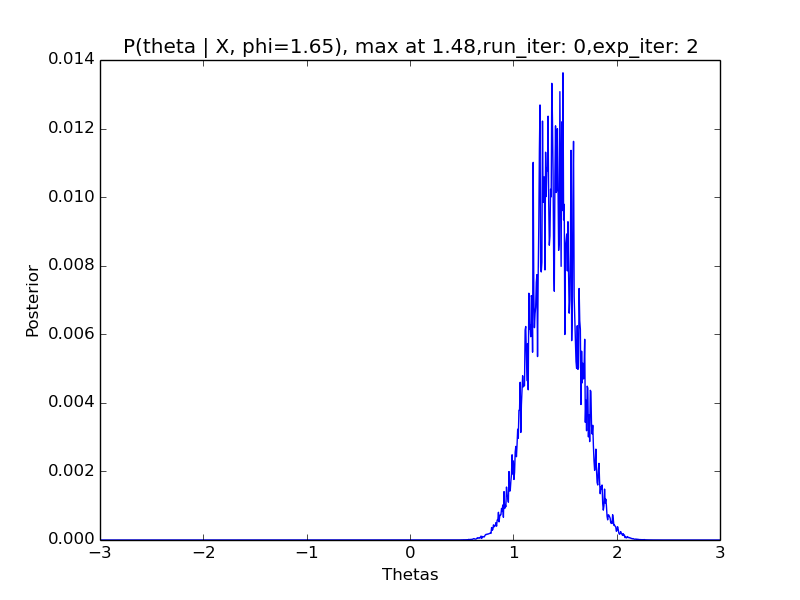 P(theta | X, phi=1.65), max at 1.48,run_iter: 0,exp_iter: 2
0.014
0.012
0.010
0.008
0.006
0.004
0.002
0.000
Posterior
−3 −2 −1 0 1 2 3
Thetas